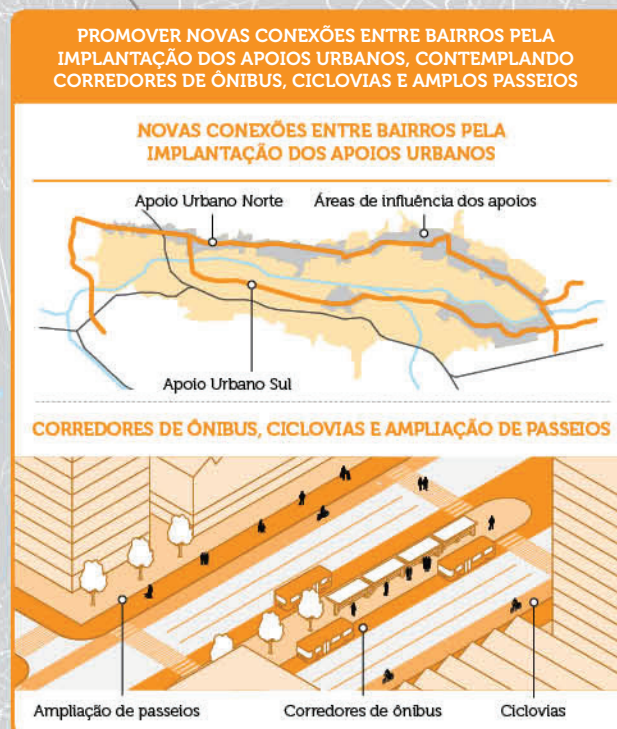 PROMOVER NOVAS CONEXÕES ENTRE BAIRROS PELA
IMPLANTAÇÃO DOS APOIOS URBANOS, CONTEMPLANDO
CORREDORES DE ÔNIBUS, CICLOVIAS E AMPLOS PASSEIOS
NOVAS CONEXÕES ENTRE BAIRROS PELA
IMPLANTAÇÃO DOS APOIOS URBANOS
Apoio Urbano Norte
Áreas de influência dos apoios
Apoio Urbano Sul
CORREDORES DE ÔNIBUS, CICLOVIAS E AMPLIAÇÃO DE PASSEIOS
Ampliação de passeios
Corredores de ônibus
Ciclovias